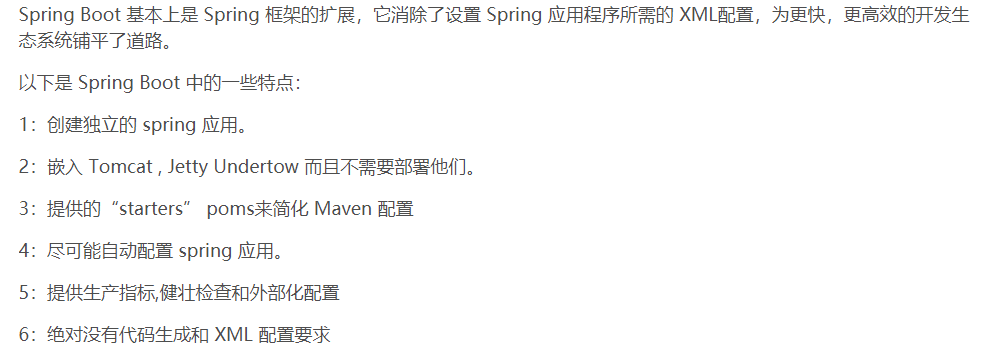 Spring Boot 基本上是 Spring 框架的扩展，它消除了设置 Spring 应用程序所需的 XML配置，为更快，更高效的开发生
态系统铺平了道路。
以下是 Spring Boot 中的一些特点：
1：创建独立的 spring 应用。
2：嵌入 Tomcat , Jetty Undertow 而且不需要部署他们。
3：提供的“starters” poms来简化 Maven 配置
4：尽可能自动配置 spring 应用。
5：提供生产指标,健壮检查和外部化配置
6：绝对没有代码生成和 XML 配置要求